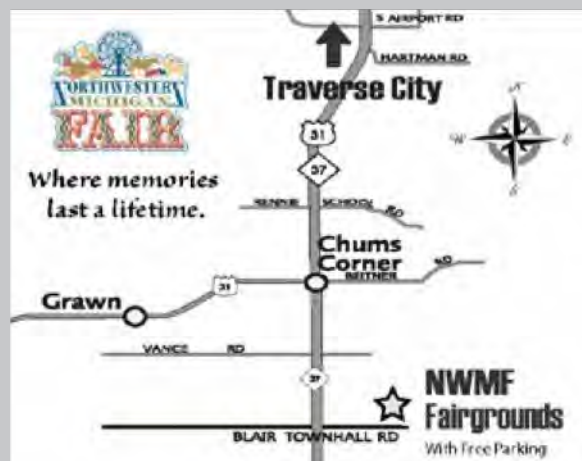 S AIRPORT RD
HARTMAN RD
Traverse City
NORTHWESTERN
MICHIGAN
FAIR
Where memories
last a lifetime.
31
37
N
W
E
S
RENNIE SCHOOL RD
Chums
Corner
BEITNER RD
31
Grawn
VANCE RD
37
NWMF
Fairgrounds
With Free Parking
BLAIR TOWNHALL RD